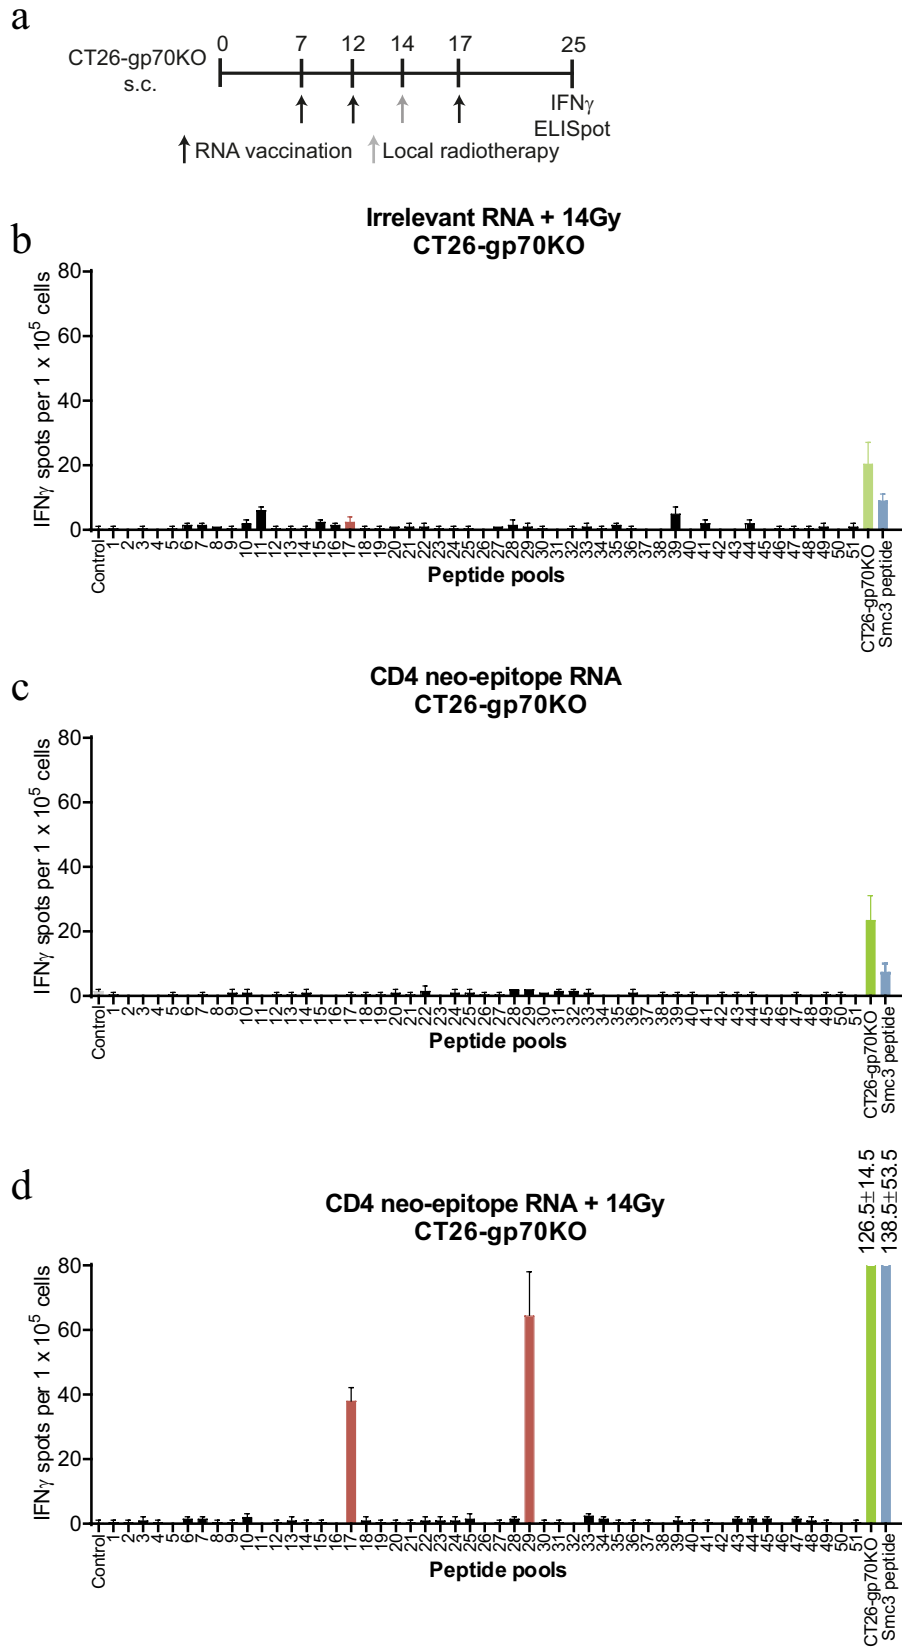 a
0 7 12 14 17 25
CT26-gp70KO
s.c.
IFNγ
ELISpot
RNA vaccination Local radiotherapy
b
Irrelevant RNA + 14Gy
CT26-gp70KO
IFNγ spots per 1 x 10⁵ cells
80
60
40
20
0
Control 1 2 3 4 5 6 7 8 9 10 11 12 13 14 15 16 17 18 19 20 21 22 23 24 25 26 27 28 29 30 31 32 33 34 35 36 37 38 39 40 41 42 43 44 45 46 47 48 49 50 51 CT26-gp70KO Smc3 peptide
Peptide pools
c
CD4 neo-epitope RNA
CT26-gp70KO
IFNγ spots per 1 x 10⁵ cells
80
60
40
20
0
Control 1 2 3 4 5 6 7 8 9 10 11 12 13 14 15 16 17 18 19 20 21 22 23 24 25 26 27 28 29 30 31 32 33 34 35 36 37 38 39 40 41 42 43 44 45 46 47 48 49 50 51 CT26-gp70KO Smc3 peptide
Peptide pools
d
CD4 neo-epitope RNA + 14Gy
CT26-gp70KO
126.5±14.5
138.5±53.5
IFNγ spots per 1 x 10⁵ cells
80
60
40
20
0
Control 1 2 3 4 5 6 7 8 9 10 11 12 13 14 15 16 17 18 19 20 21 22 23 24 25 26 27 28 29 30 31 32 33 34 35 36 37 38 39 40 41 42 43 44 45 46 47 48 49 50 51 CT26-gp70KO Smc3 peptide
Peptide pools